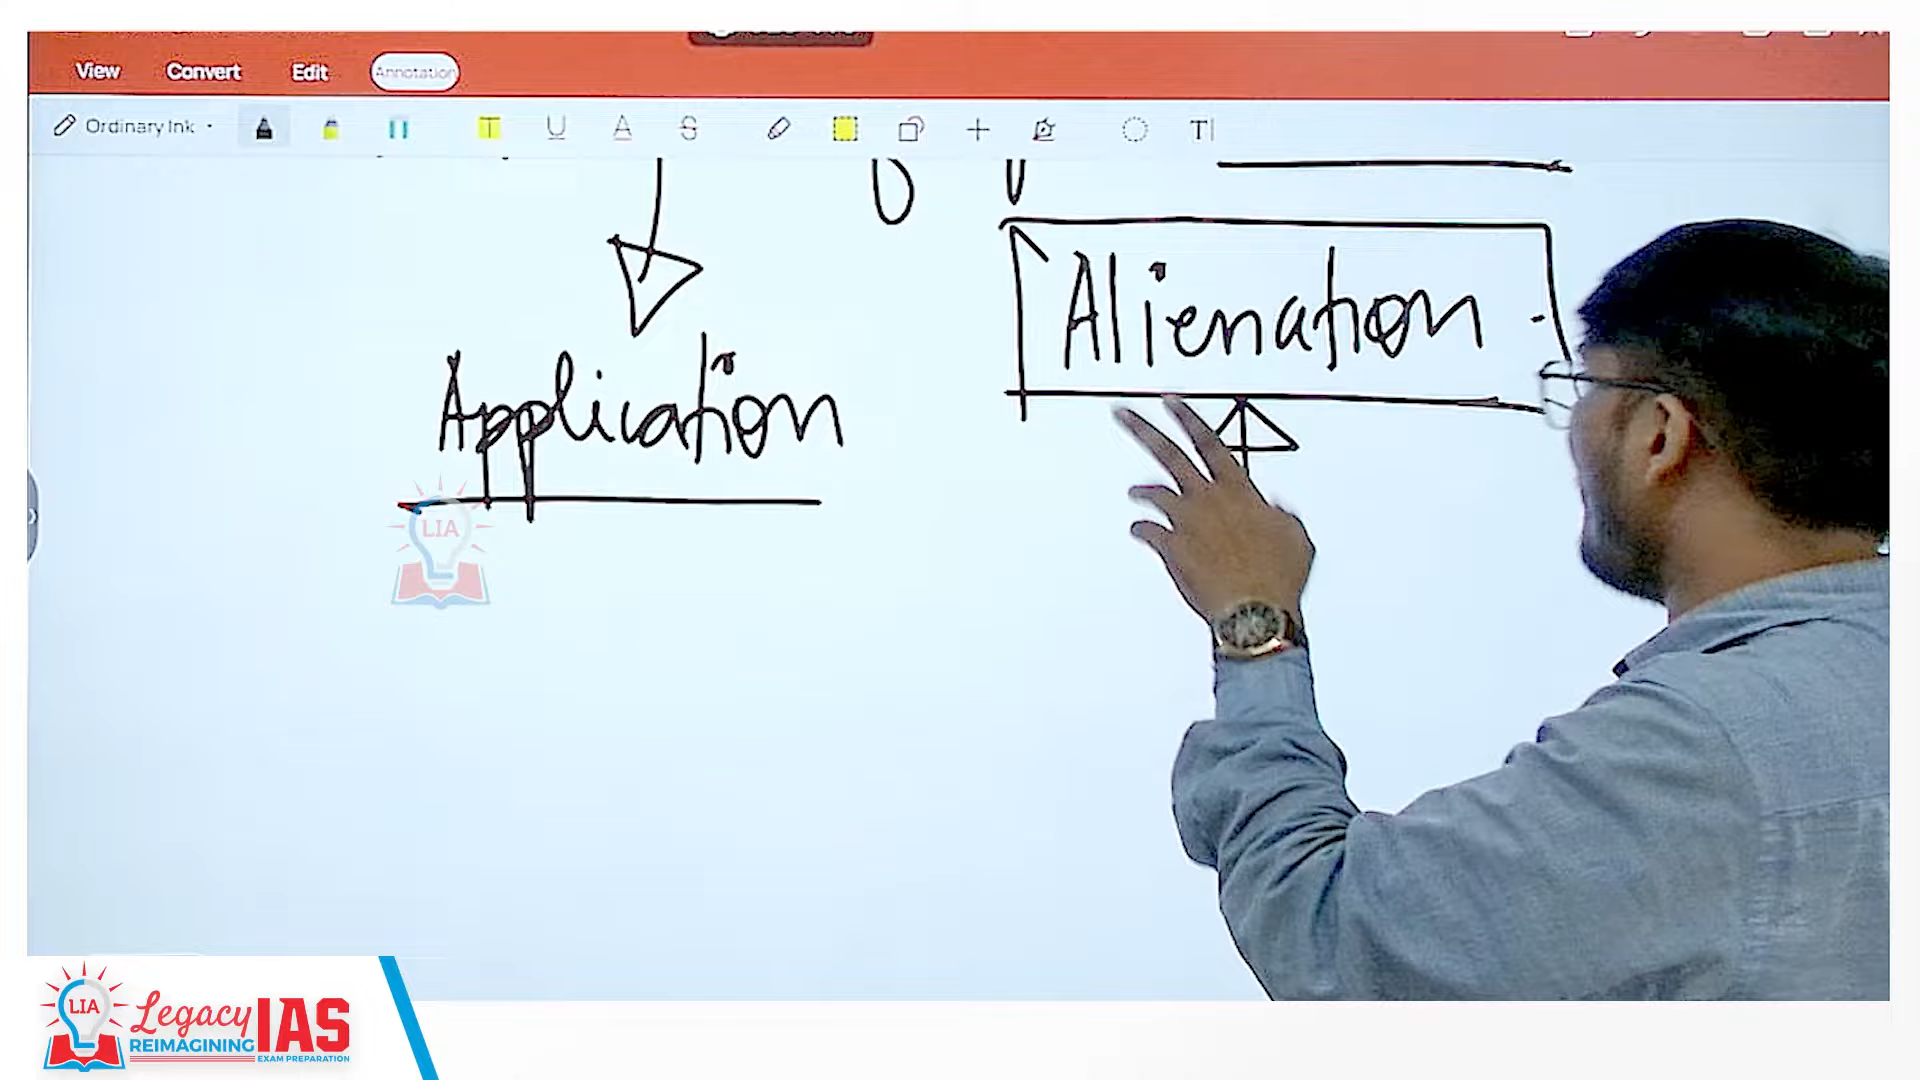 View Convert Edit Annotation
Ordinary Ink
Alienation
Application
LIA
LIA
Legacy IAS
REIMAGINING
EXAM PREPARATION